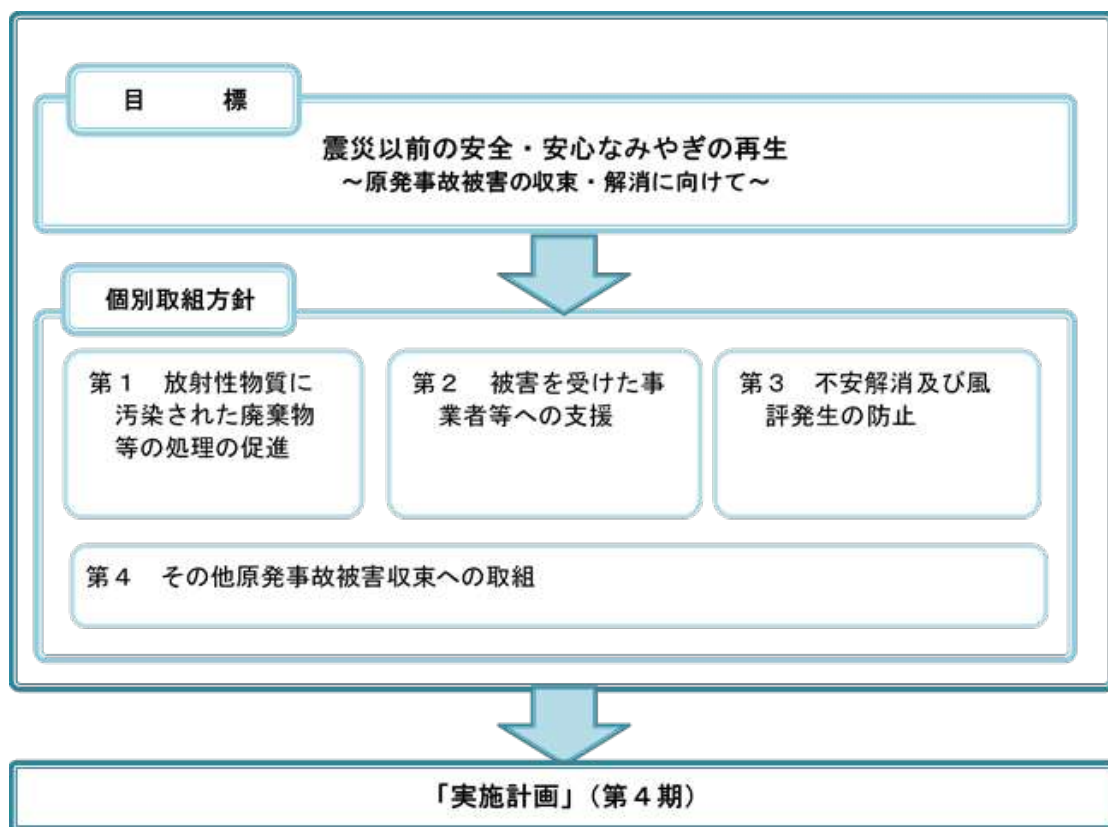 目　標
震災以前の安全・安心なみやぎの再生
～原発事故被害の収束・解消に向けて～
個別取組方針
第１　放射性物質に
汚染された廃棄物
等の処理の促進
第２　被害を受けた事
業者等への支援
第３　不安解消及び風
評発生の防止
第４　その他原発事故被害収束への取組
「実施計画」（第４期）